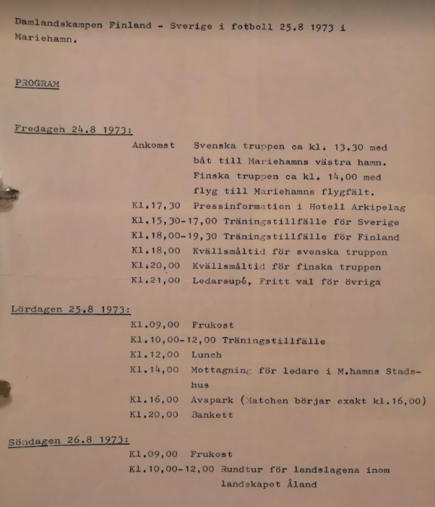 Damlandskampen Finland - Sverige i fotboll 25.8 1973 i
Mariehamn.
PROGRAM
Fredagen 24.8 1973:
Ankomst Svenska truppen ca kl. 13.30 med
båt till Mariehamns västra hamn.
Finska truppen ca kl. 14,00 med
flyg till Mariehamns flygfält.
Kl.17,30 Pressinformation i Hotell Arkipelag
Kl.15,30-17,00 Träningstillfälle för Sverige
Kl.18,00-19,30 Träningstillfälle för Finland
Kl.18,00 Kvällsmåltid för svenska truppen
Kl.20,00 Kvällsmåltid för finska truppen
Kl.21,00 Ledarsupé, Fritt val för övriga
Lördagen 25.8 1973:
Kl.09,00 Frukost
Kl.10,00-12,00 Träningstillfälle
Kl.12,00 Lunch
Kl.14,00 Mottagning för ledare i M.hamns Stads-
hus
Kl.16,00 Avspark (Matchen börjar exakt kl.16,00)
Kl.20,00 Bankett
Söndagen 26.8 1973:
Kl.09,00 Frukost
Kl.10,00-12,00 Rundtur för landslagena inom
landskapet Åland